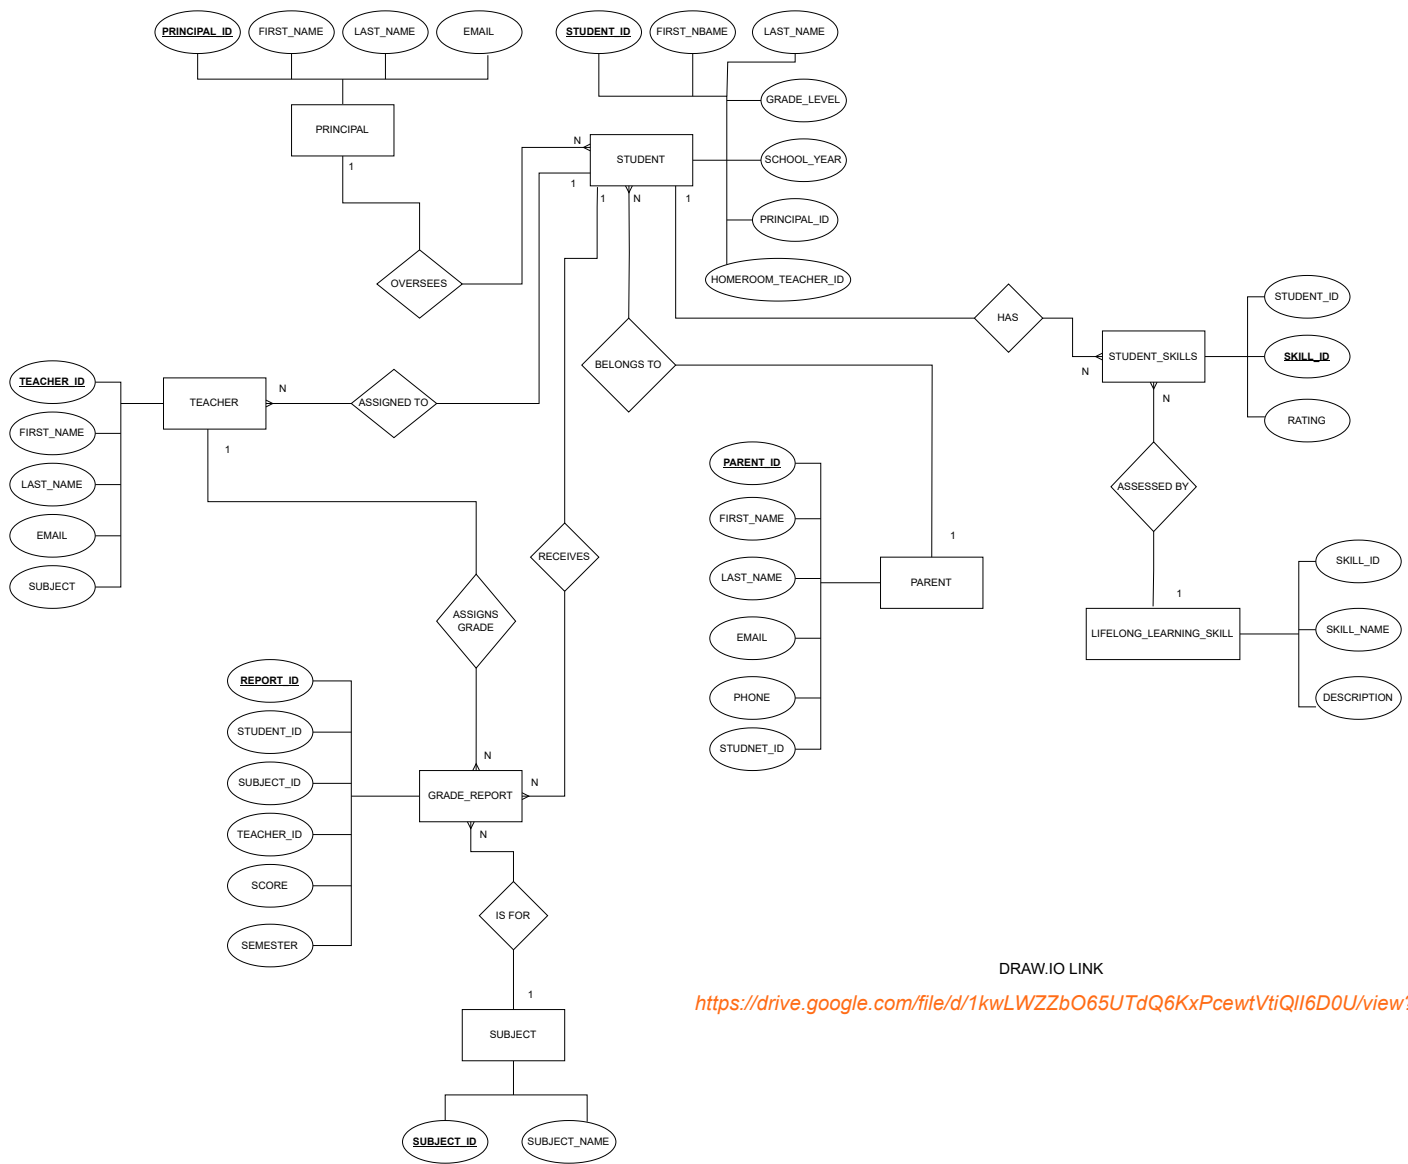 PRINCIPAL_ID
FIRST_NAME
LAST_NAME
EMAIL
STUDENT_ID
FIRST_NBAME
LAST_NAME
GRADE_LEVEL
PRINCIPAL
1
N
STUDENT
SCHOOL_YEAR
1
1
N
1
PRINCIPAL_ID
OVERSEES
HOMEROOM_TEACHER_ID
HAS
STUDENT_ID
STUDENT_SKILLS
SKILL_ID
N
N
RATING
BELONGS TO
TEACHER_ID
TEACHER
N
ASSIGNED TO
FIRST_NAME
1
LAST_NAME
EMAIL
SUBJECT
PARENT_ID
FIRST_NAME
LAST_NAME
EMAIL
PHONE
STUDNET_ID
1
PARENT
ASSESSED BY
1
LIFELONG_LEARNING_SKILL
SKILL_ID
SKILL_NAME
DESCRIPTION
RECEIVES
ASSIGNS
GRADE
REPORT_ID
STUDENT_ID
SUBJECT_ID
TEACHER_ID
SCORE
SEMESTER
N
N
GRADE_REPORT
N
IS FOR
1
SUBJECT
SUBJECT_ID
SUBJECT_NAME
DRAW.IO LINK
https://drive.google.com/file/d/1kwLWZZbO65UTdQ6KxPcewtVtiQlI6D0U/view?